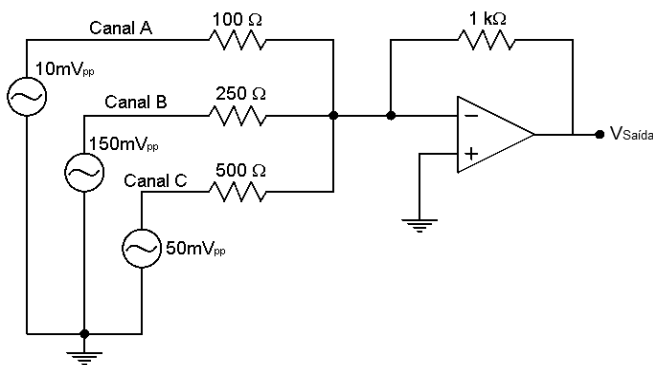 Canal A
100 Ω
1 kΩ
10mVpp
Canal B
250 Ω
150mVpp
VSaída
Canal C
500 Ω
50mVpp